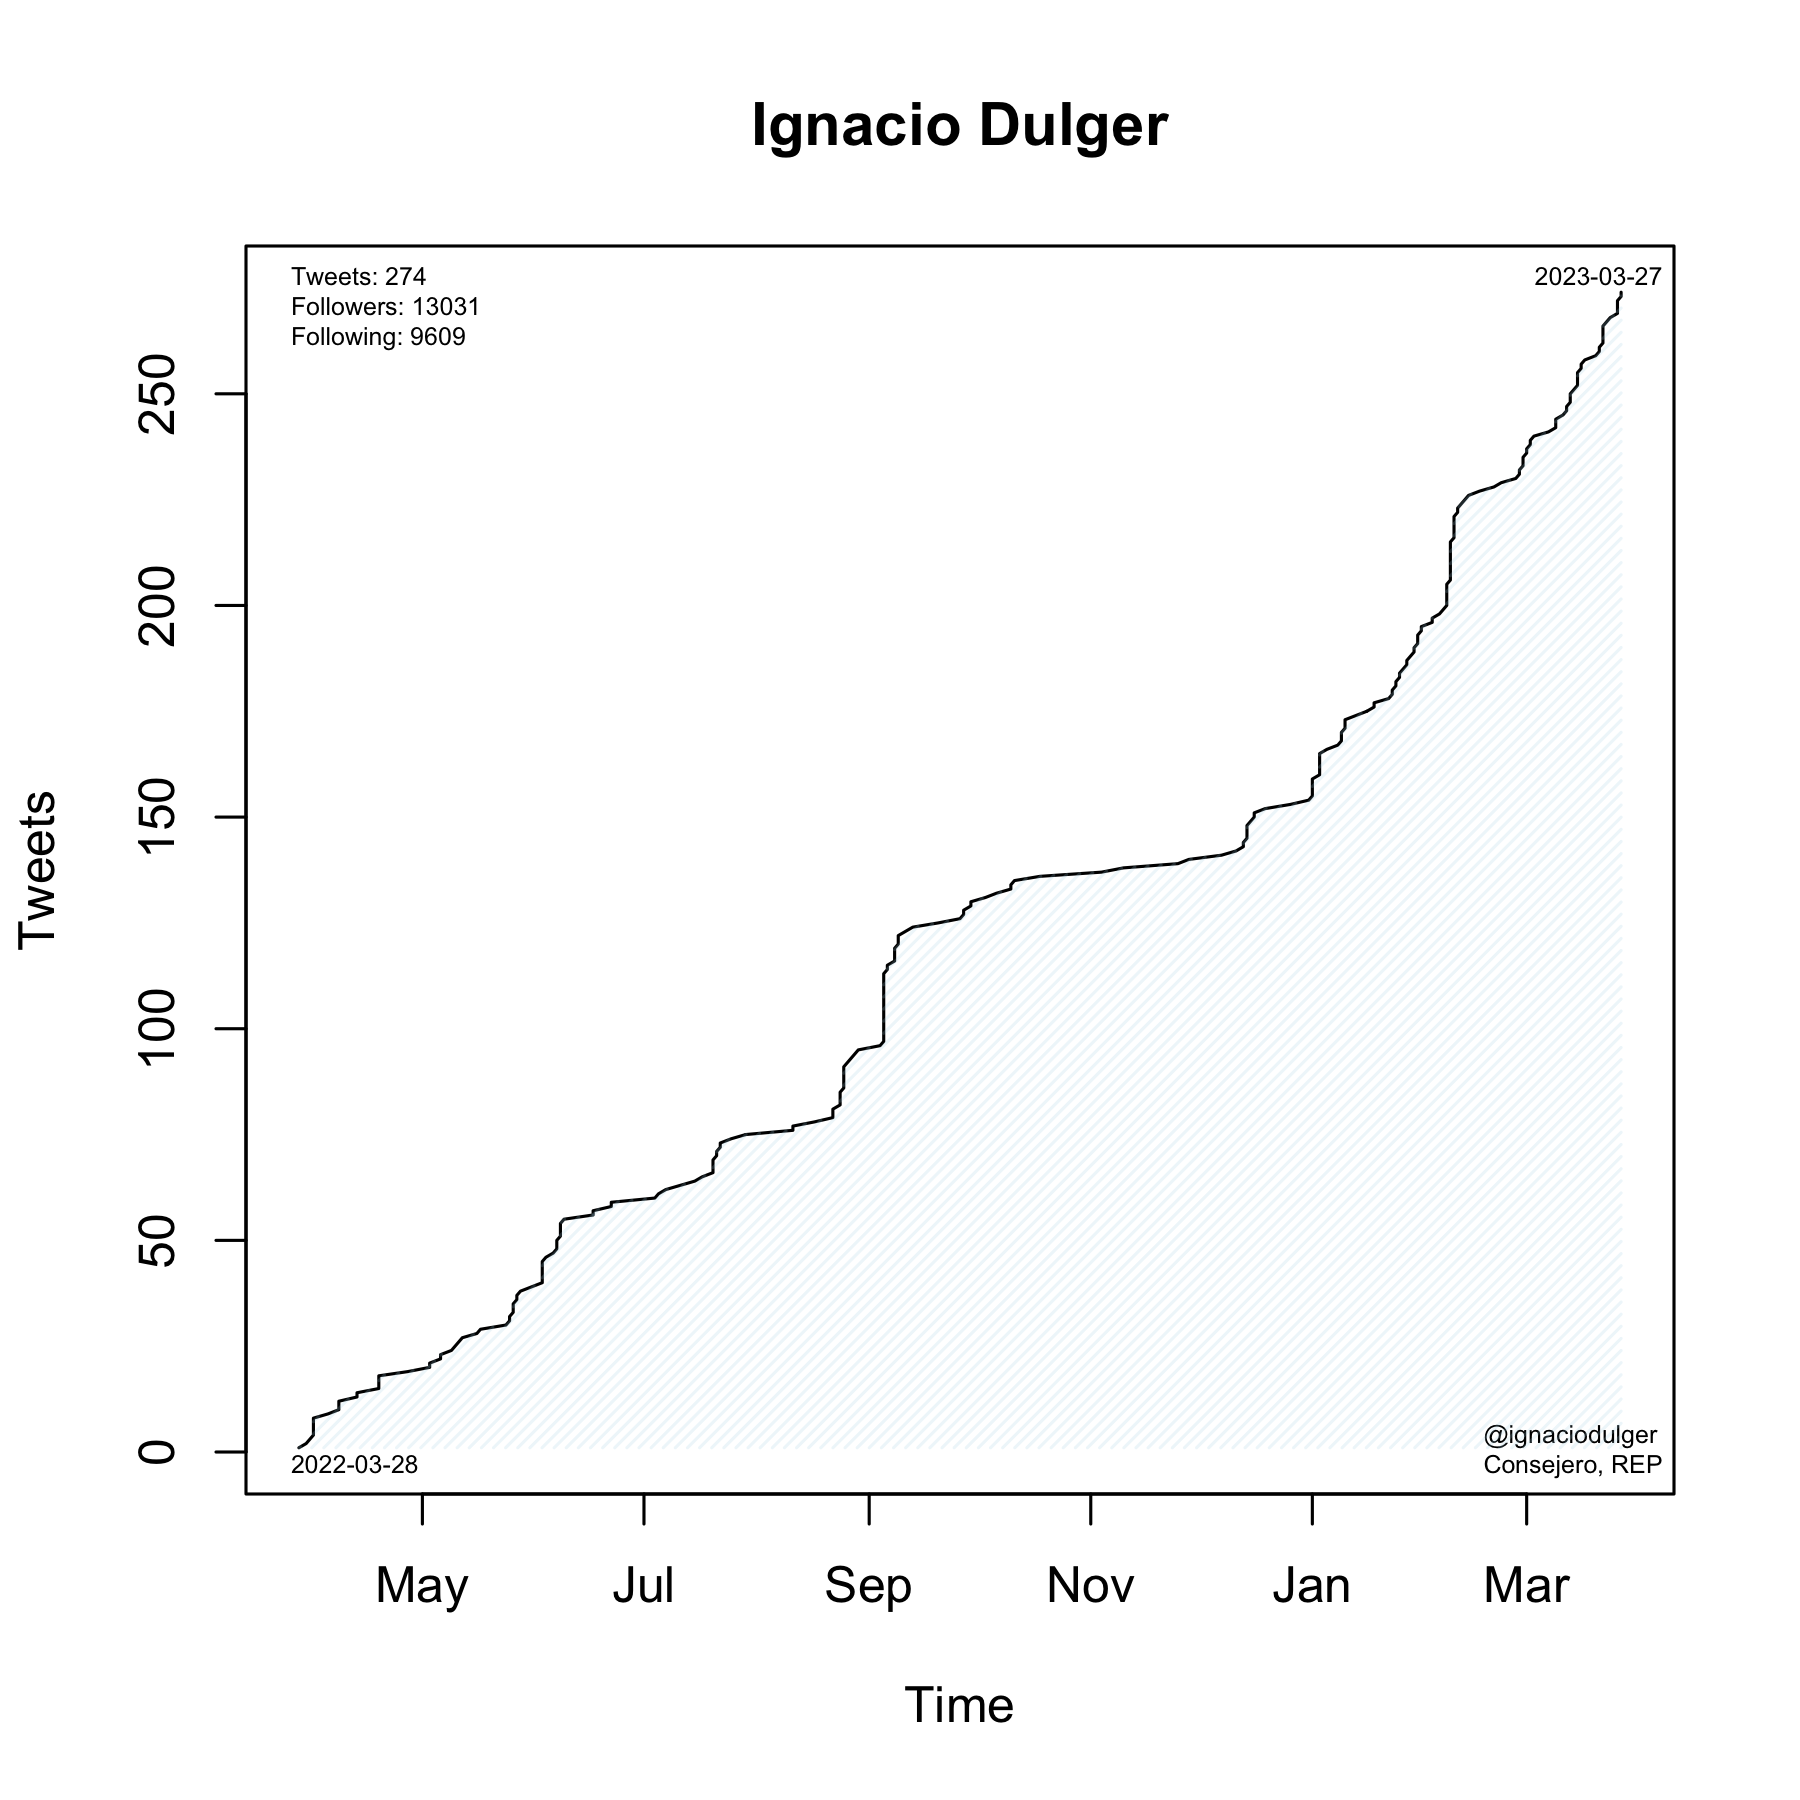 Ignacio Dulger
Tweets: 274
Followers: 13031
Following: 9609
2023-03-27
Tweets
250
200
150
100
50
0
2022-03-28
@ignaciodulger
Consejero, REP
May Jul Sep Nov Jan Mar
Time